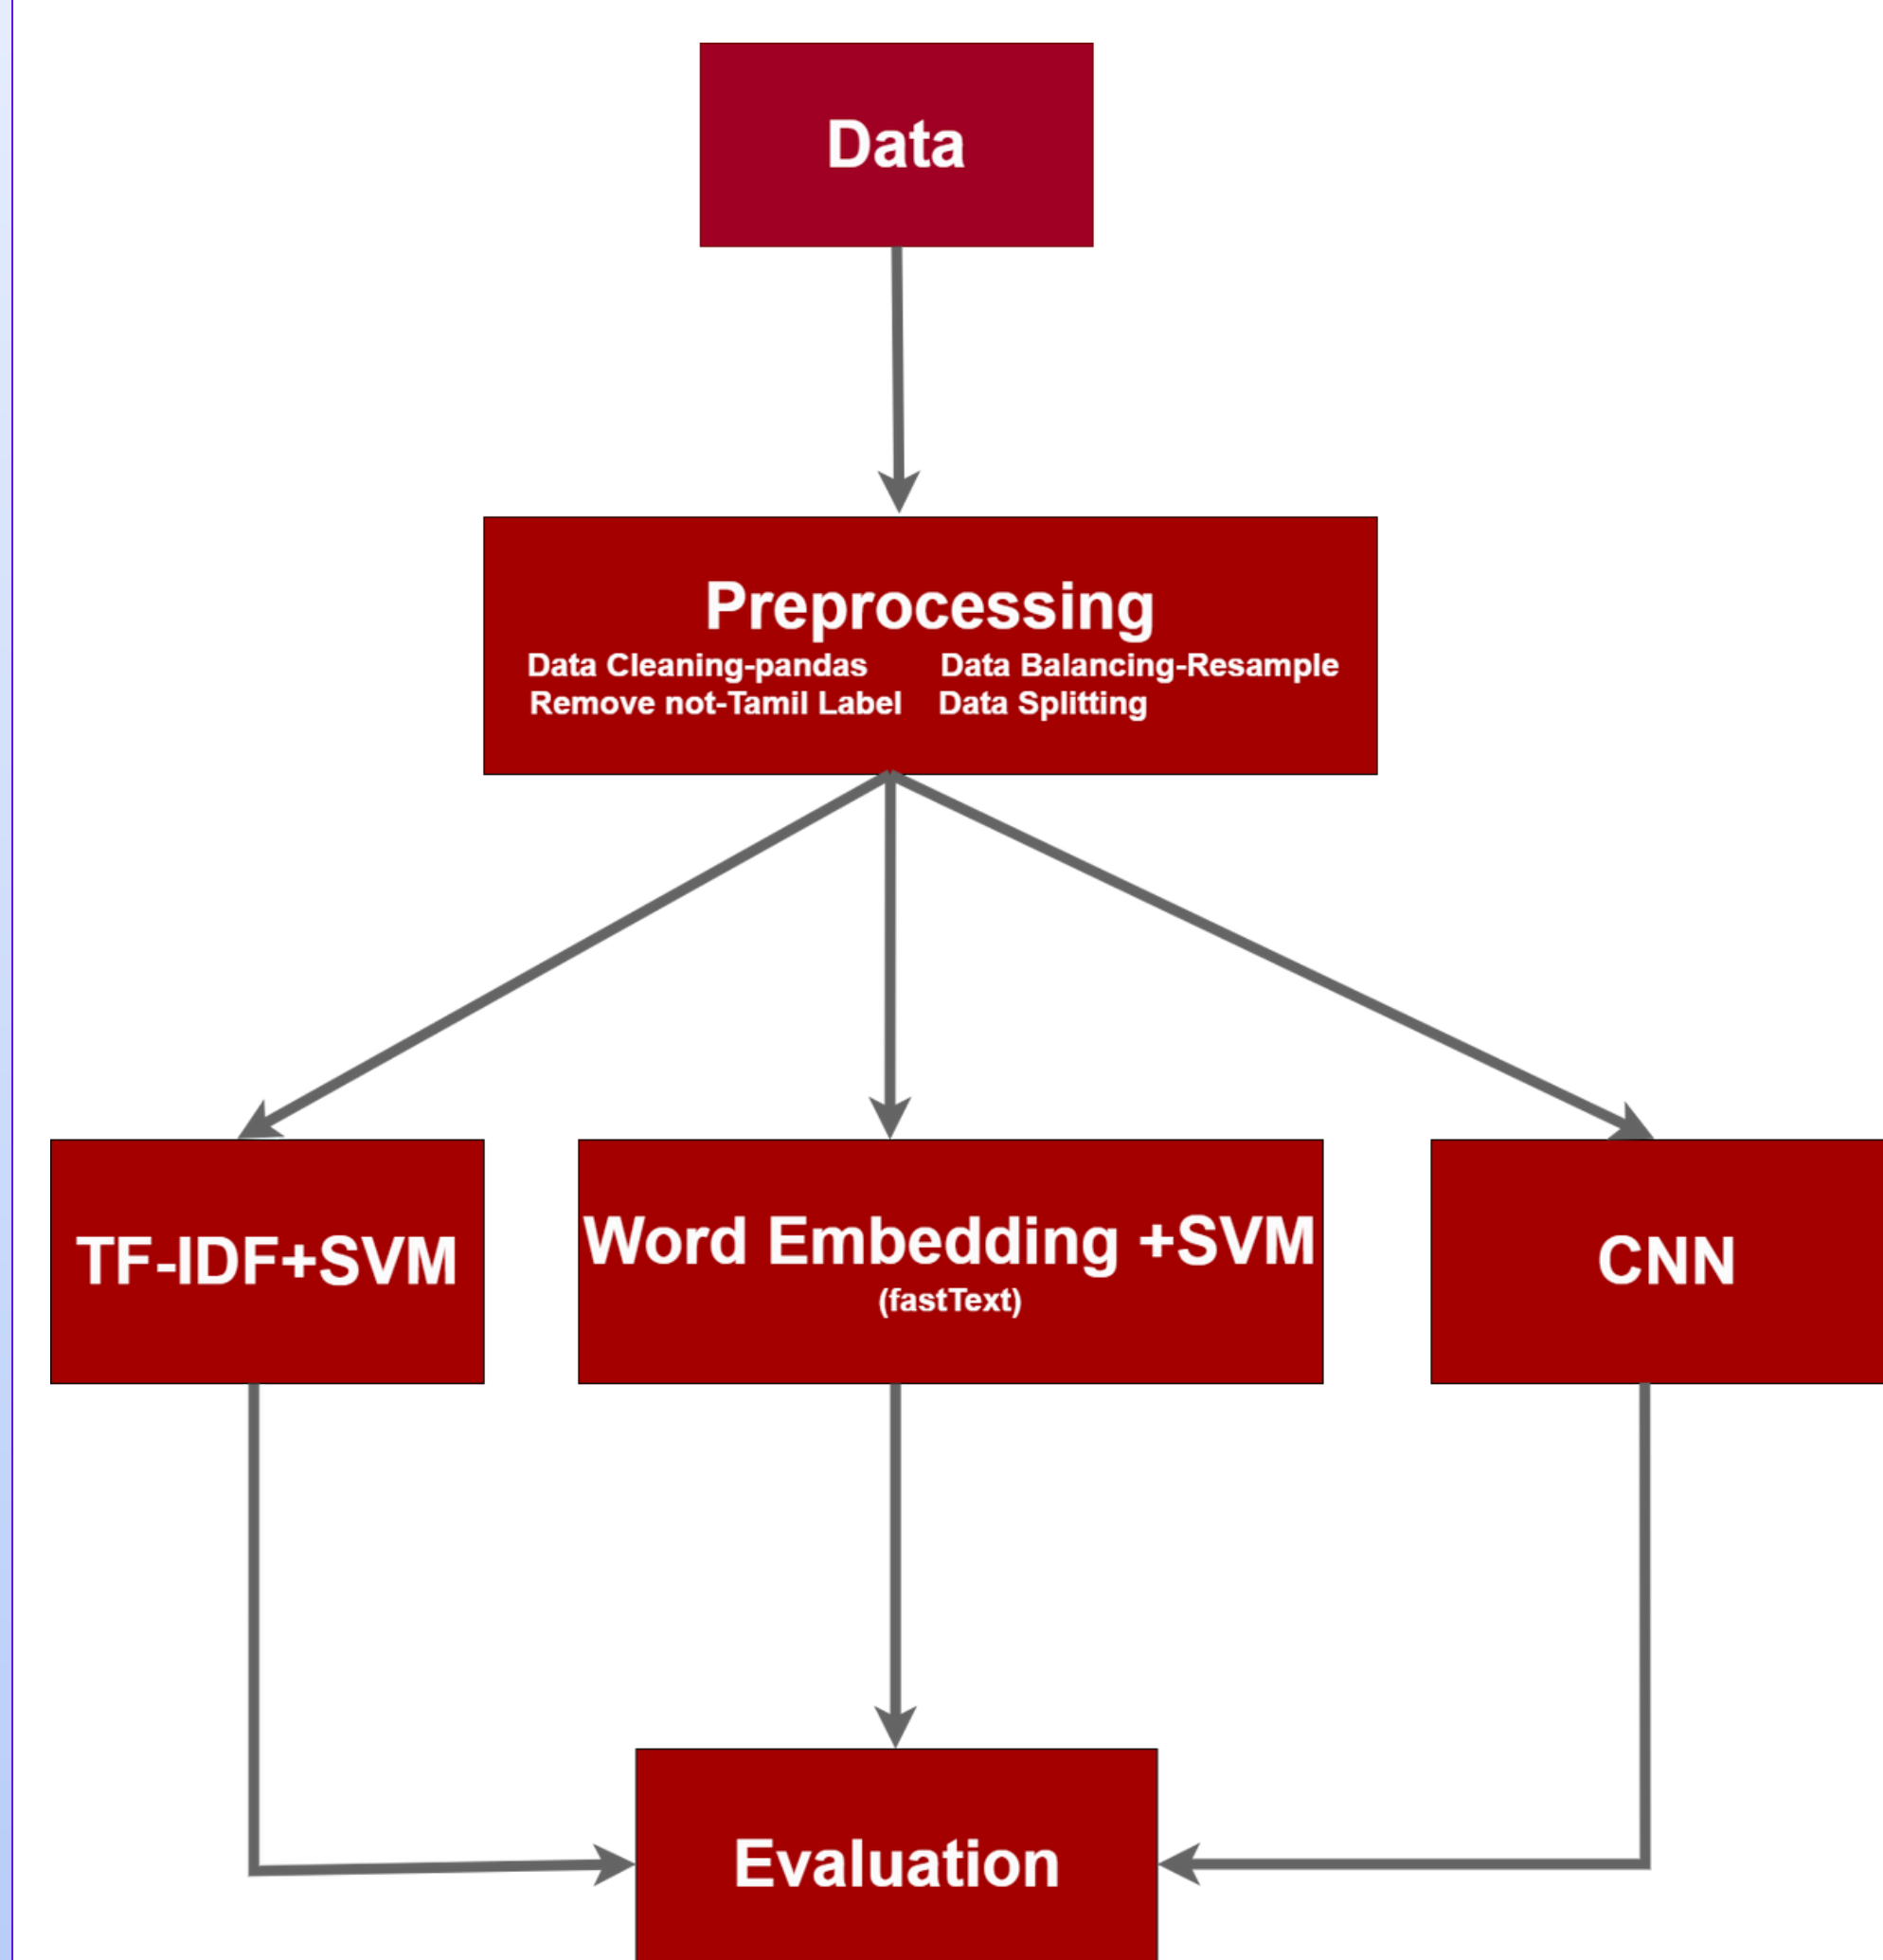 Data
Preprocessing
Data Cleaning-pandas Data Balancing-Resample
Remove not-Tamil Label Data Splitting
TF-IDF+SVM
Word Embedding +SVM
(fastText)
CNN
Evaluation